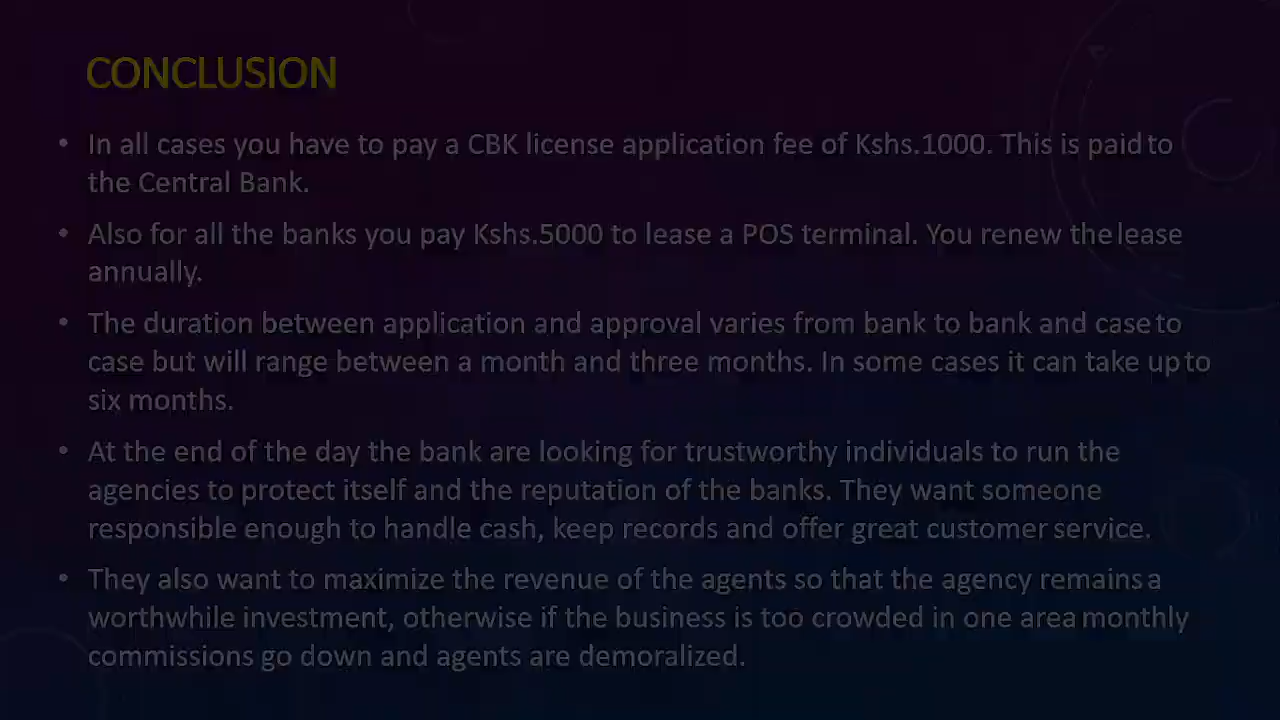 CONCLUSION
• In all cases you have to pay a CBK license application fee of Kshs.1000. This is paid to
the Central Bank.
• Also for all the banks you pay Kshs.5000 to lease a POS terminal. You renew the lease
annually.
• The duration between application and approval varies from bank to bank and case to
case but will range between a month and three months. In some cases it can take up to
six months.
• At the end of the day the bank are looking for trustworthy individuals to run the
agencies to protect itself and the reputation of the banks. They want someone
responsible enough to handle cash, keep records and offer great customer service.
• They also want to maximize the revenue of the agents so that the agency remains a
worthwhile investment, otherwise if the business is too crowded in one area monthly
commissions go down and agents are demoralized.